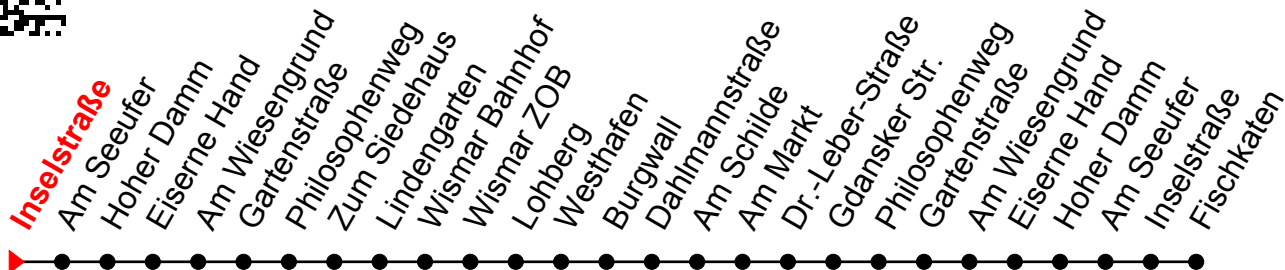 Inselstraße
Am Seeufer
Hoher Damm
Eiserne Hand
Am Wiesengrund
Gartenstraße
Philosophenweg
Zum Siedehaus
Lindengarten
Wismar Bahnhof
Wismar ZOB
Lohberg
Westhafen
Burgwall
Dahlmannstraße
Am Schilde
Am Markt
Dr.-Leber-Straße
Gdansker Str.
Philosophenweg
Gartenstraße
Am Wiesengrund
Eiserne Hand
Hoher Damm
Am Seeufer
Inselstraße
Fischkaten